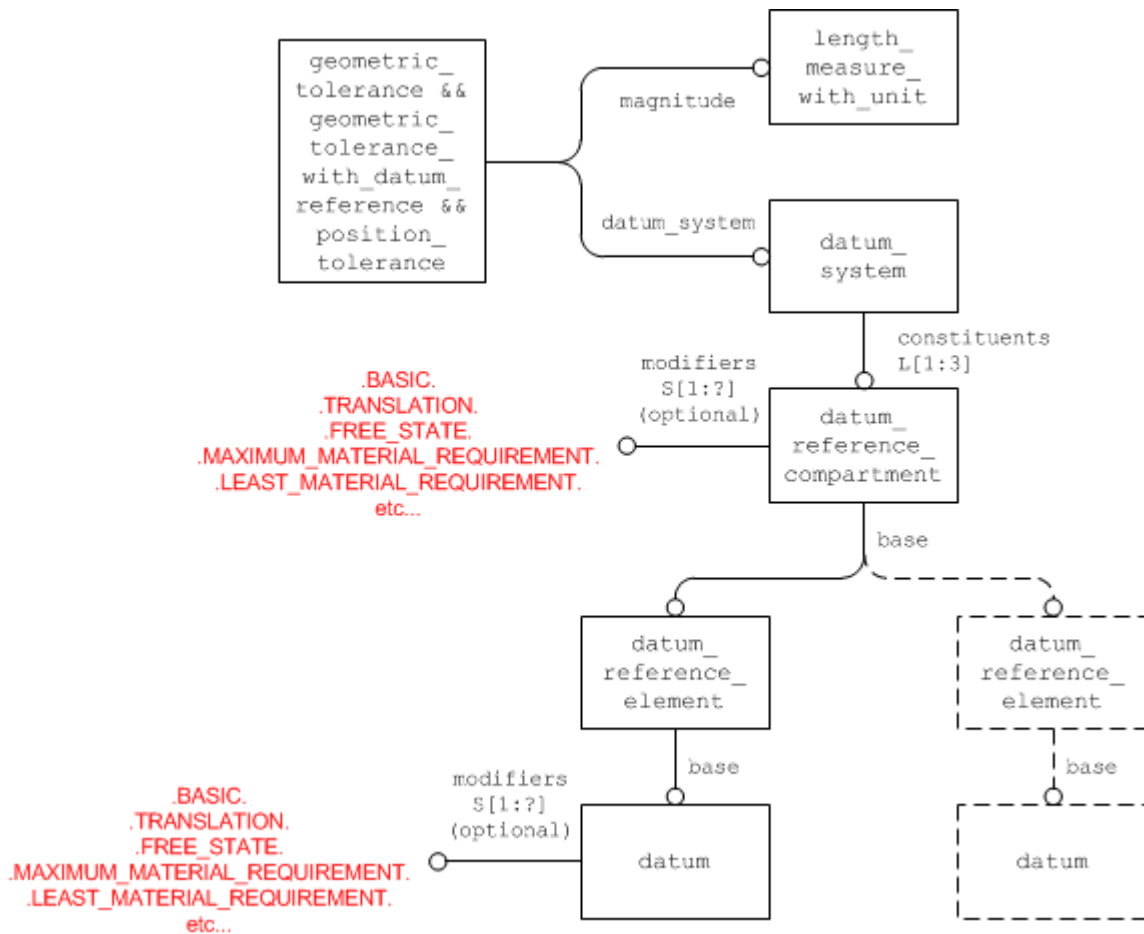 geometric_
tolerance &&
geometric_
tolerance_
with_datum_
reference &&
position_
tolerance
length_
measure_
with_unit
magnitude
datum_system
datum_
system
constituents
L[1:3]
modifiers
S[1:?]
(optional)
.BASIC.
.TRANSLATION.
.FREE_STATE.
.MAXIMUM_MATERIAL_REQUIREMENT.
.LEAST_MATERIAL_REQUIREMENT.
etc...
datum_
reference_
compartment
base
datum_
reference_
element
datum_
reference_
element
base
base
modifiers
S[1:?]
(optional)
.BASIC.
.TRANSLATION.
.FREE_STATE.
.MAXIMUM_MATERIAL_REQUIREMENT.
.LEAST_MATERIAL_REQUIREMENT.
etc...
datum
datum